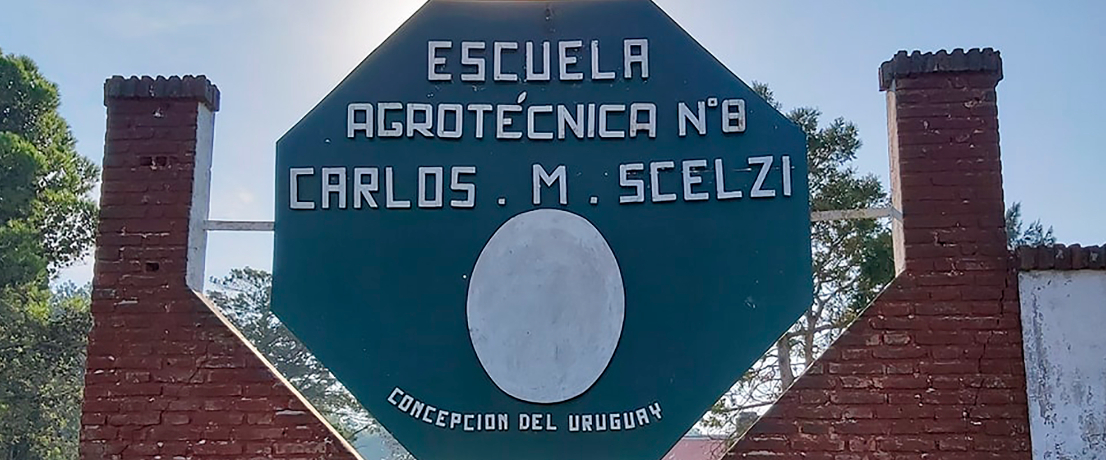 ESCUELA
AGROTÉCNICA N°8
CARLOS . M . SCELZI
CONCEPCION DEL URUGUAY